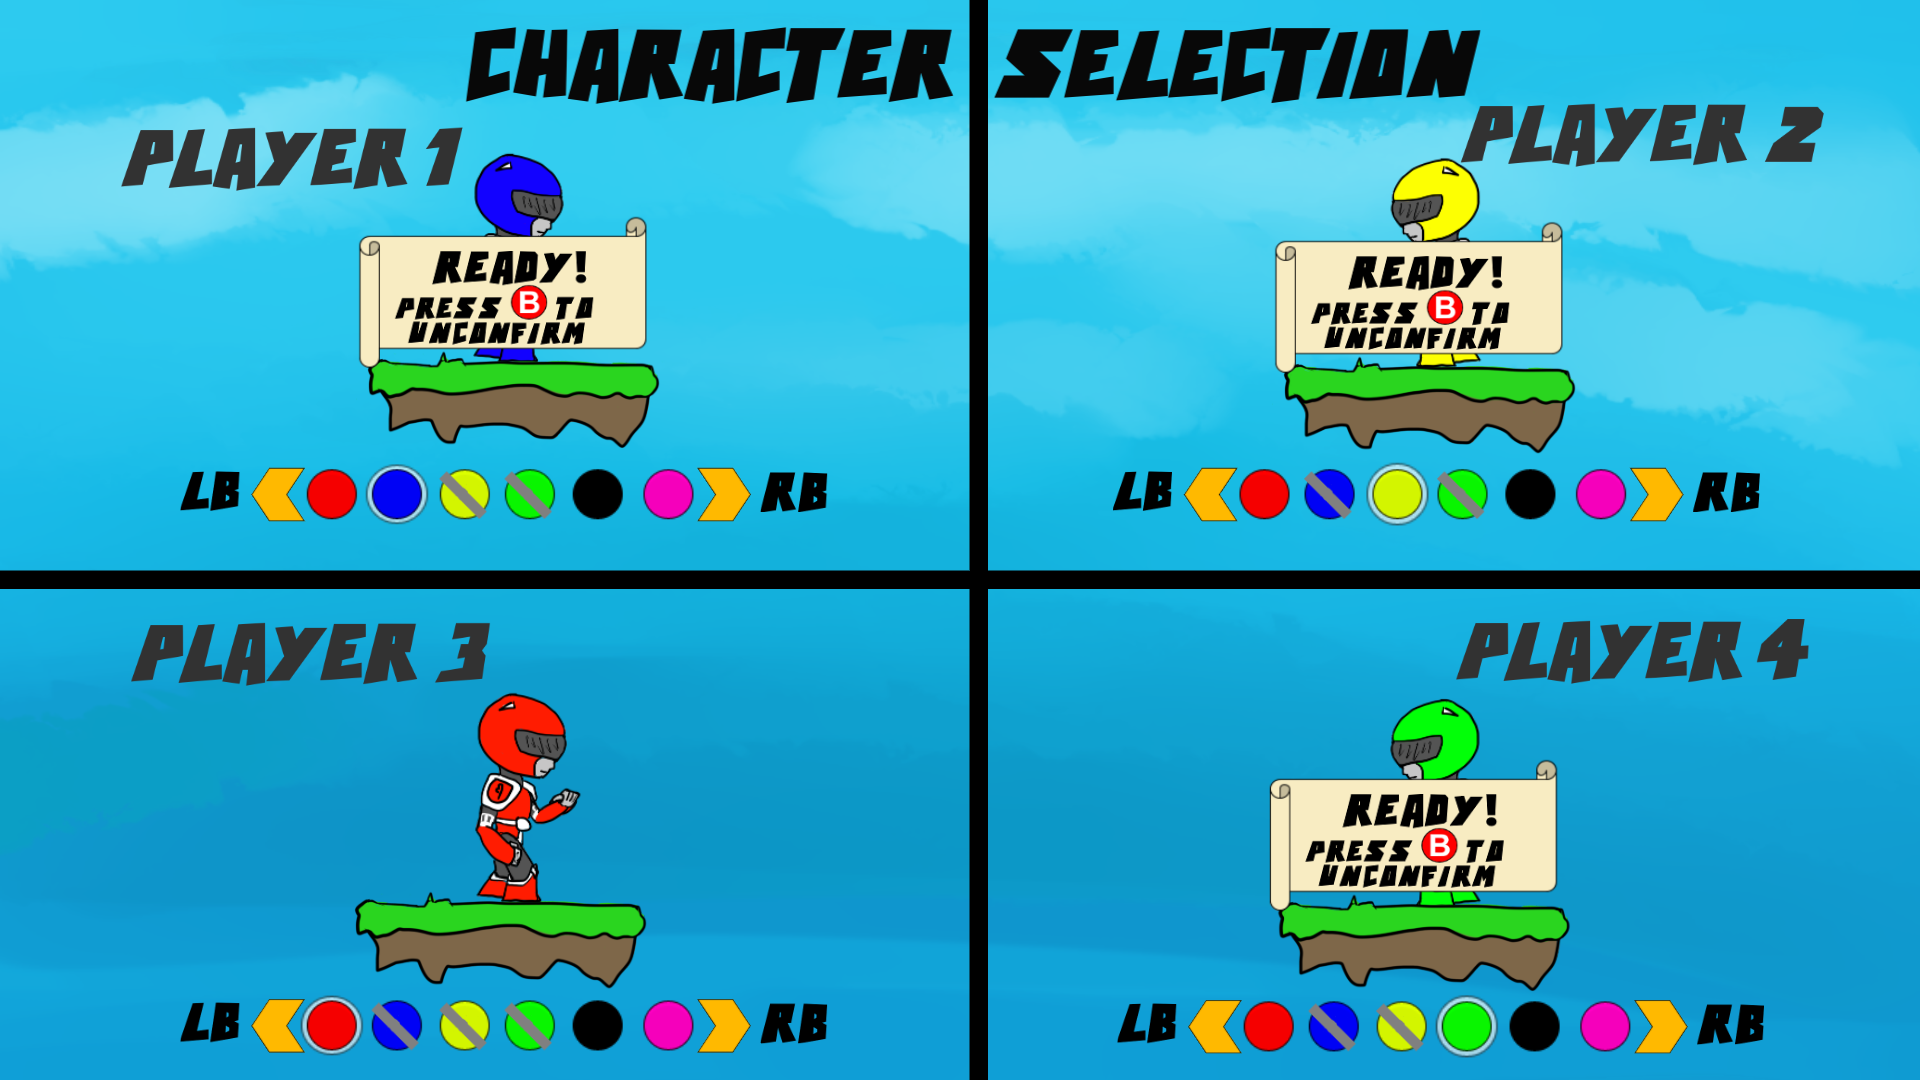 CHARACTER SELECTION
PLAYER 1
READY!
PRESS B TO
UNCONFIRM
LB RB
PLAYER 2
READY!
PRESS B TO
UNCONFIRM
LB RB
PLAYER 3
LB RB
PLAYER 4
READY!
PRESS B TO
UNCONFIRM
LB RB